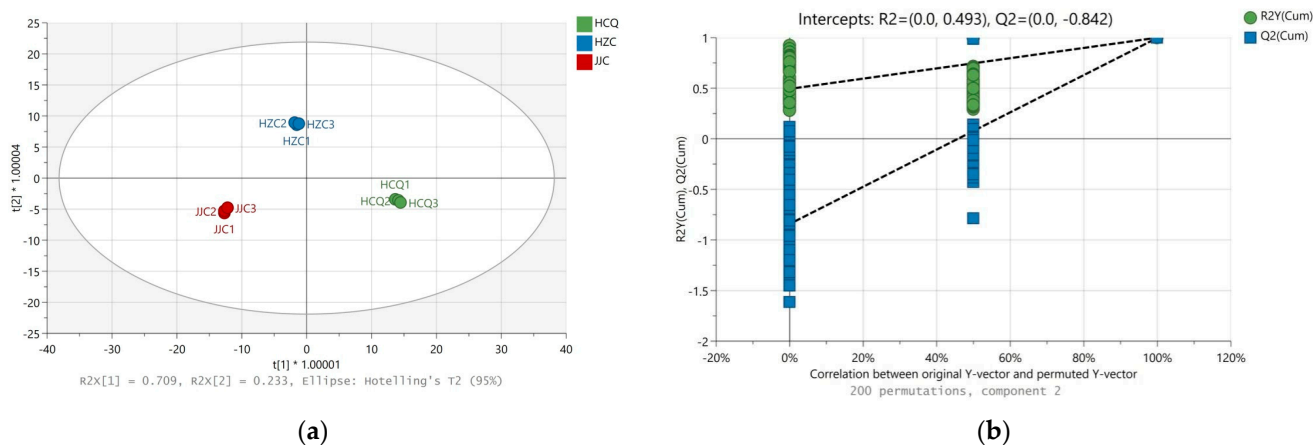 25
20
15
10
5
0
-5
-10
-15
-20
-25
t[2] * 1.00004
HZC2
HZC3
HZC1
HCQ1
HCQ2
HCQ3
JJC2
JJC3
JJC1
-40 -30 -20 -10 0 10 20 30 40
t[1] * 1.00001
R2X[1] = 0.709, R2X[2] = 0.233, Ellipse: Hotelling's T2 (95%)
HCQ
HZC
JJC
(a)
Intercepts: R2=(0.0, 0.493), Q2=(0.0, -0.842)
R2Y(Cum)
Q2(Cum)
1
0.5
0
-0.5
-1
-1.5
-2
R2Y(Cum), Q2(Cum)
-20% 0% 20% 40% 60% 80% 100% 120%
Correlation between original Y-vector and permuted Y-vector
200 permutations, component 2
(b)